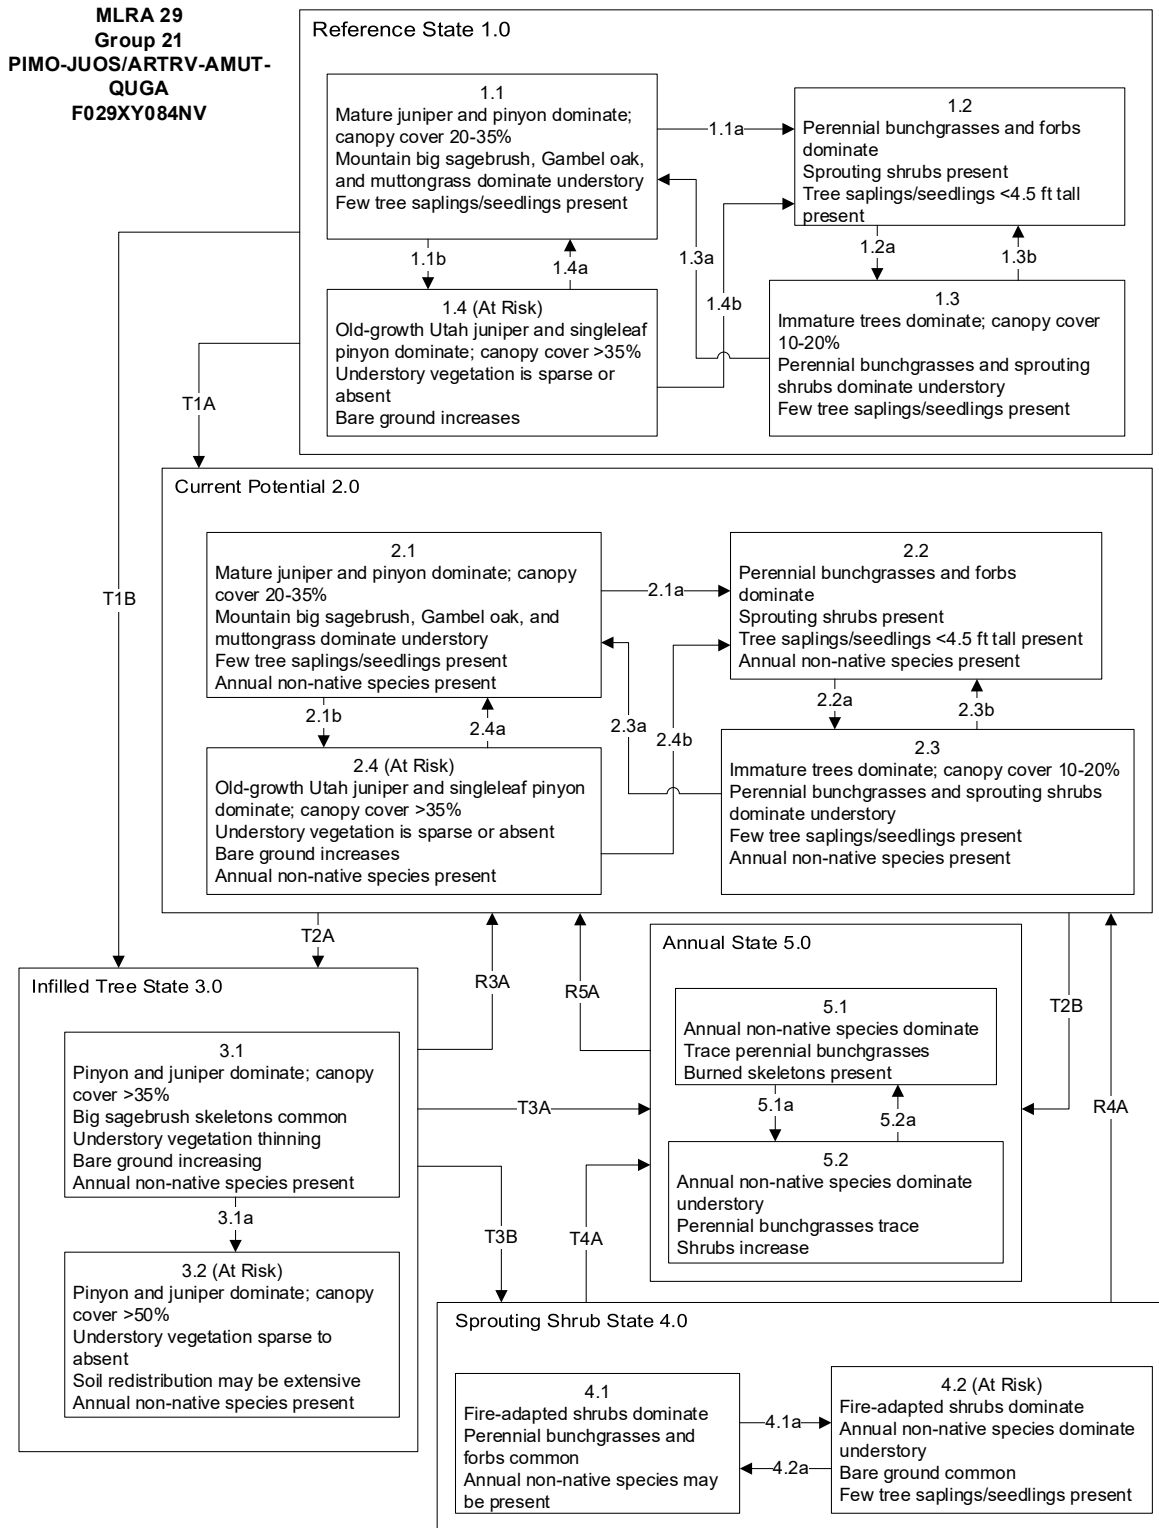 MLRA 29
Group 21
PIMO-JUOS/ARTRV-AMUT-
QUGA
F029XY084NV
Reference State 1.0
1.1
Mature juniper and pinyon dominate;
canopy cover 20-35%
Mountain big sagebrush, Gambel oak,
and muttongrass dominate understory
Few tree saplings/seedlings present
1.1a
1.2
Perennial bunchgrasses and forbs
dominate
Sprouting shrubs present
Tree saplings/seedlings <4.5 ft tall
present
1.1b
1.4a
1.3a
1.4b
1.2a
1.3b
1.4 (At Risk)
Old-growth Utah juniper and singleleaf
pinyon dominate; canopy cover >35%
Understory vegetation is sparse or
absent
Bare ground increases
1.3
Immature trees dominate; canopy cover
10-20%
Perennial bunchgrasses and sprouting
shrubs dominate understory
Few tree saplings/seedlings present
T1A
T1B
Current Potential 2.0
2.1
Mature juniper and pinyon dominate; canopy
cover 20-35%
Mountain big sagebrush, Gambel oak, and
muttongrass dominate understory
Few tree saplings/seedlings present
Annual non-native species present
2.1a
2.2
Perennial bunchgrasses and forbs
dominate
Sprouting shrubs present
Tree saplings/seedlings <4.5 ft tall present
Annual non-native species present
2.1b
2.4a
2.3a
2.4b
2.2a
2.3b
2.4 (At Risk)
Old-growth Utah juniper and singleleaf pinyon
dominate; canopy cover >35%
Understory vegetation is sparse or absent
Bare ground increases
Annual non-native species present
2.3
Immature trees dominate; canopy cover 10-20%
Perennial bunchgrasses and sprouting shrubs
dominate understory
Few tree saplings/seedlings present
Annual non-native species present
T2A
R3A
R5A
T2B
R4A
Infilled Tree State 3.0
3.1
Pinyon and juniper dominate; canopy
cover >35%
Big sagebrush skeletons common
Understory vegetation thinning
Bare ground increasing
Annual non-native species present
3.1a
3.2 (At Risk)
Pinyon and juniper dominate; canopy
cover >50%
Understory vegetation sparse to
absent
Soil redistribution may be extensive
Annual non-native species present
T3A
T3B
T4A
Annual State 5.0
5.1
Annual non-native species dominate
Trace perennial bunchgrasses
Burned skeletons present
5.1a
5.2a
5.2
Annual non-native species dominate
understory
Perennial bunchgrasses trace
Shrubs increase
Sprouting Shrub State 4.0
4.1
Fire-adapted shrubs dominate
Perennial bunchgrasses and
forbs common
Annual non-native species may
be present
4.1a
4.2a
4.2 (At Risk)
Fire-adapted shrubs dominate
Annual non-native species dominate
understory
Bare ground common
Few tree saplings/seedlings present